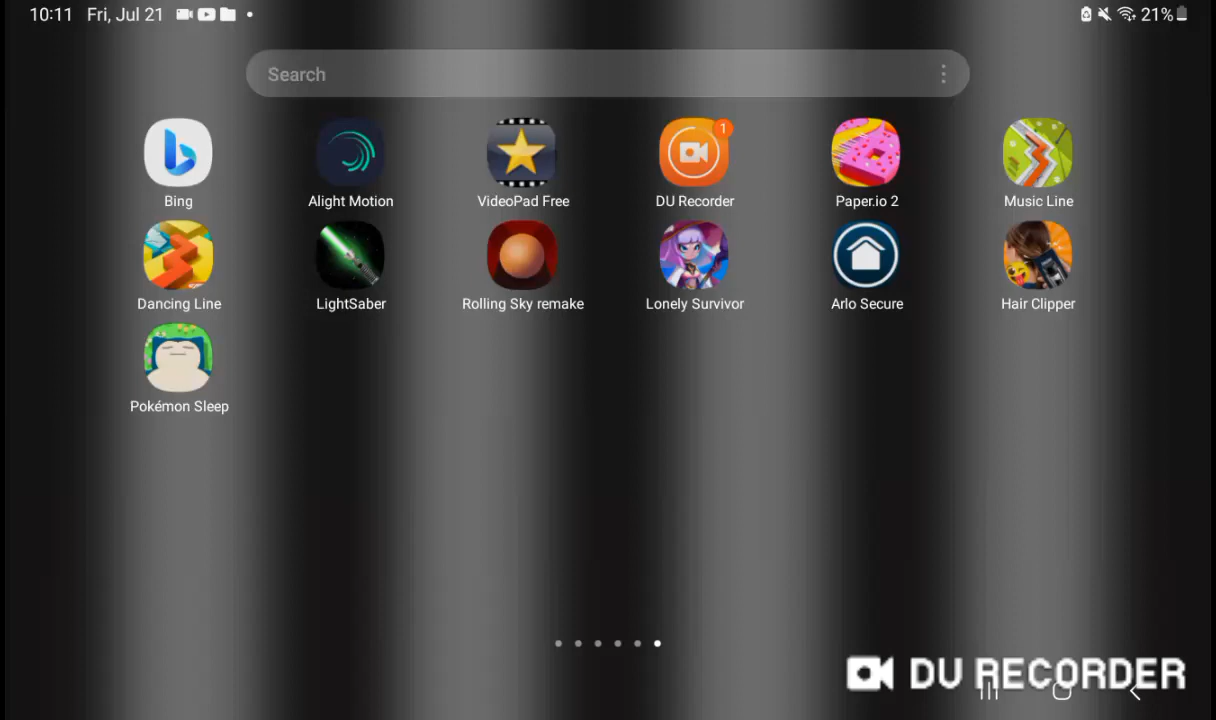 10:11 Fri, Jul 21 21%
Search
1
Bing Alight Motion VideoPad Free DU Recorder Paper.io 2 Music Line
Dancing Line LightSaber Rolling Sky remake Lonely Survivor Arlo Secure Hair Clipper
Pokémon Sleep
DU RECORDER